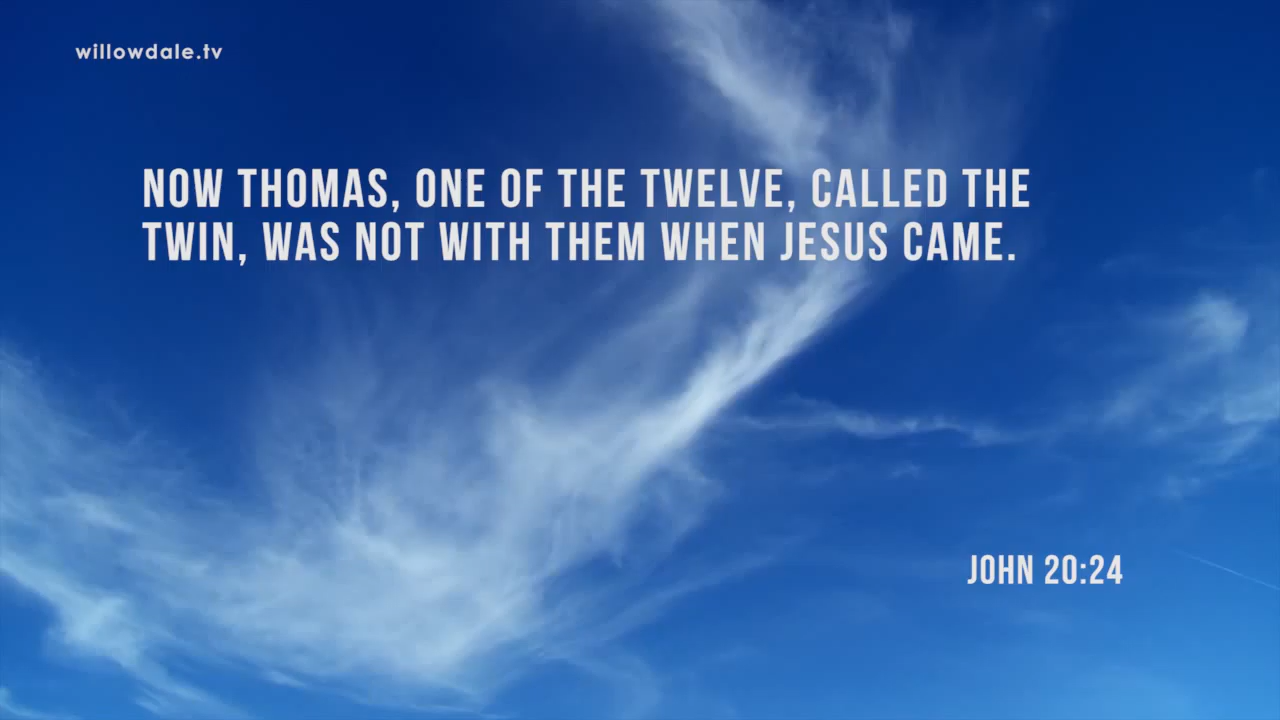 willowdale.tv
NOW THOMAS, ONE OF THE TWELVE, CALLED THE
TWIN, WAS NOT WITH THEM WHEN JESUS CAME.
JOHN 20:24